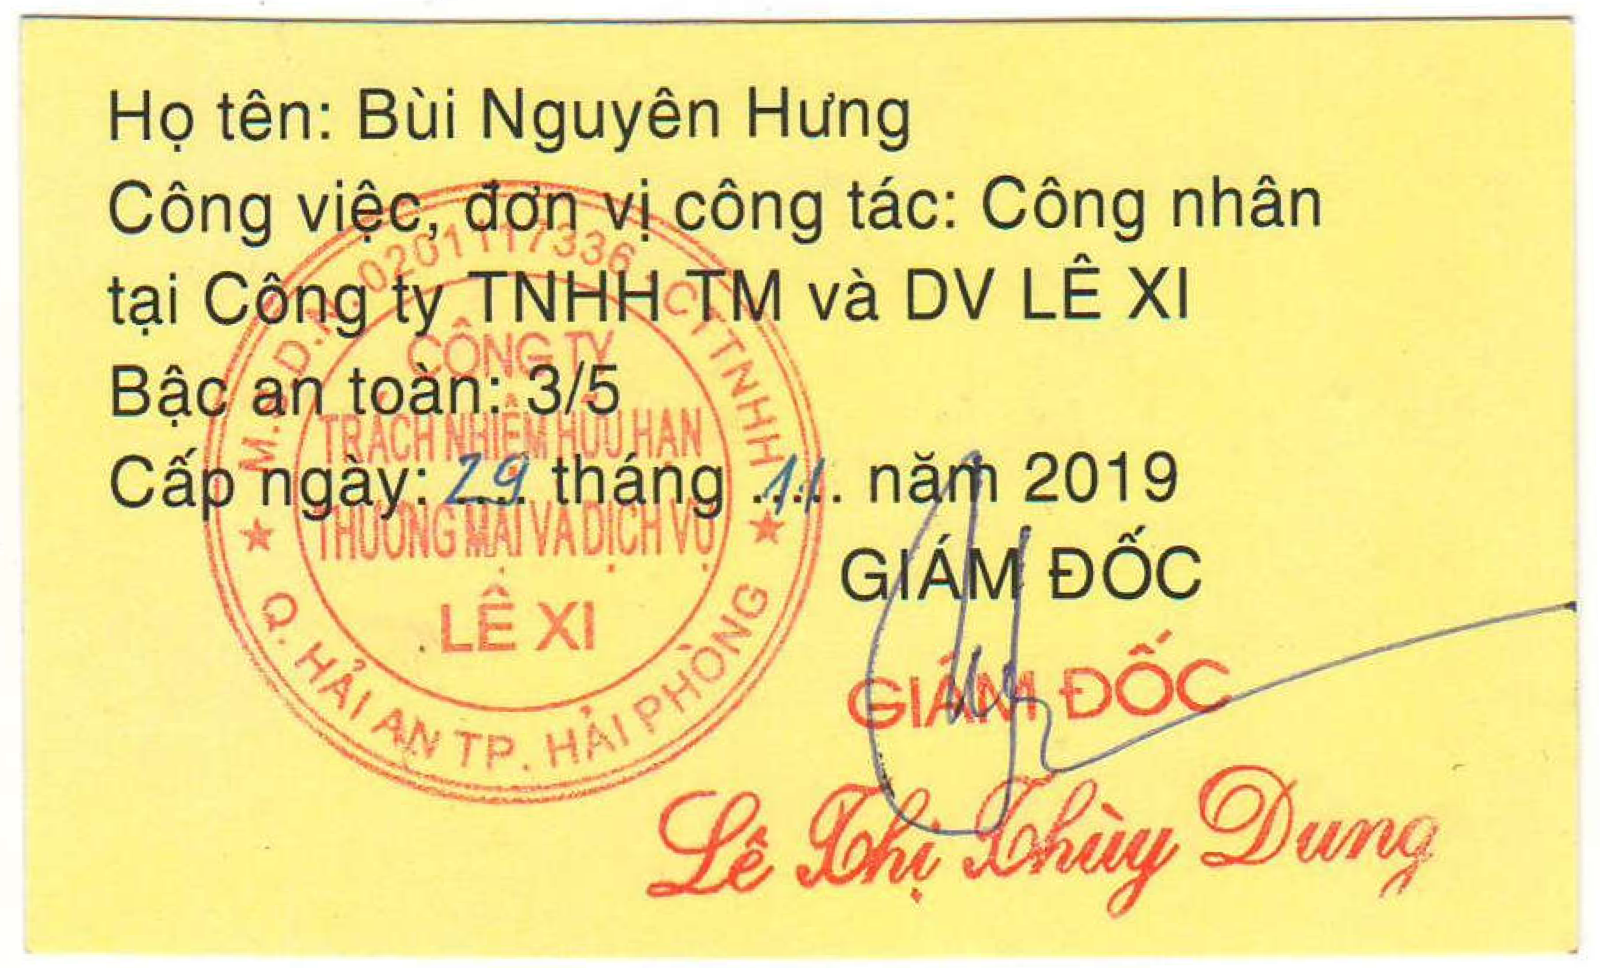 Họ tên: Bùi Nguyên Hưng
Công việc, đơn vị công tác: Công nhân
tại Công ty TNHH TM và DV LÊ XI
Bậc an toàn: 3/5
Cấp ngày: 29 tháng 11 năm 2019
GIÁM ĐỐC
GIÁM ĐỐC
Lê Thị Thùy Dung
M.S.D.N:0201117336-CTTNHH
CÔNG TY
TRÁCH NHIỆM HỮU HẠN
THƯƠNG MẠI VÀ DỊCH VỤ
LÊ XI
Q. HẢI AN TP. HẢI PHÒNG